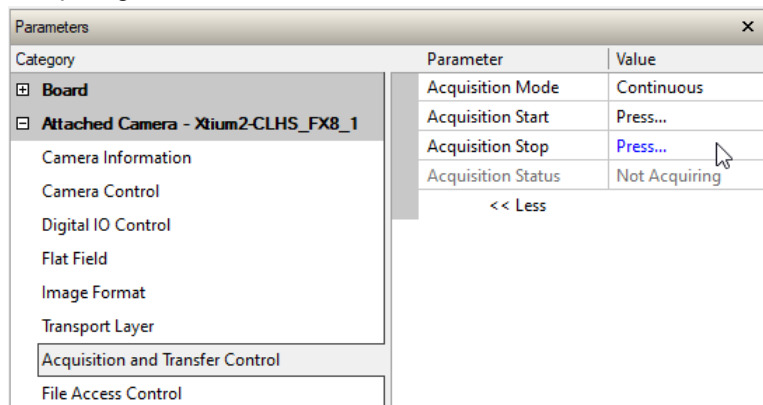 Parameters
Category
Parameter Value
Board
Attached Camera - Xtium2-CLHS_FX8_1
Camera Information
Camera Control
Digital IO Control
Flat Field
Image Format
Transport Layer
Acquisition and Transfer Control
File Access Control
Acquisition Mode Continuous
Acquisition Start Press...
Acquisition Stop Press...
Acquisition Status Not Acquiring
<< Less